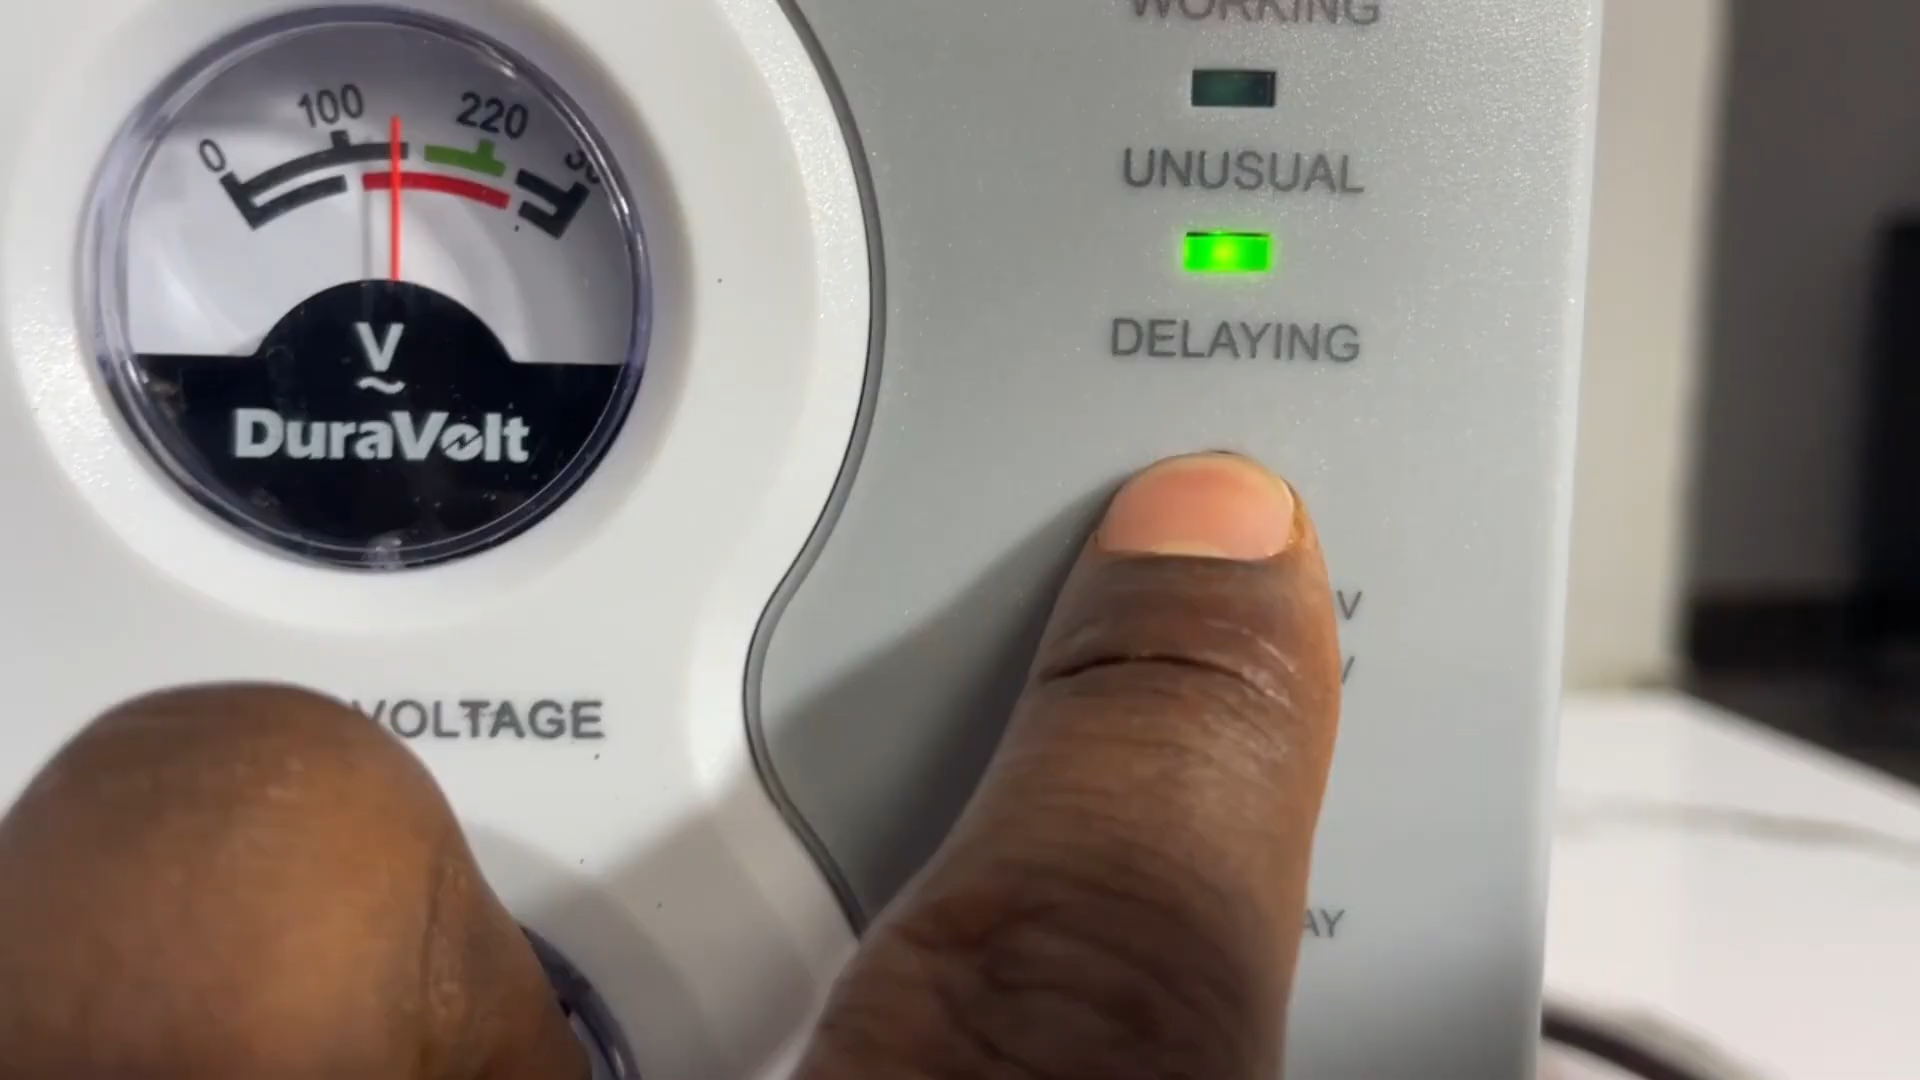 WORKING
0 100 220
UNUSUAL
DELAYING
V
~
DuraVolt
V
V
VOLTAGE